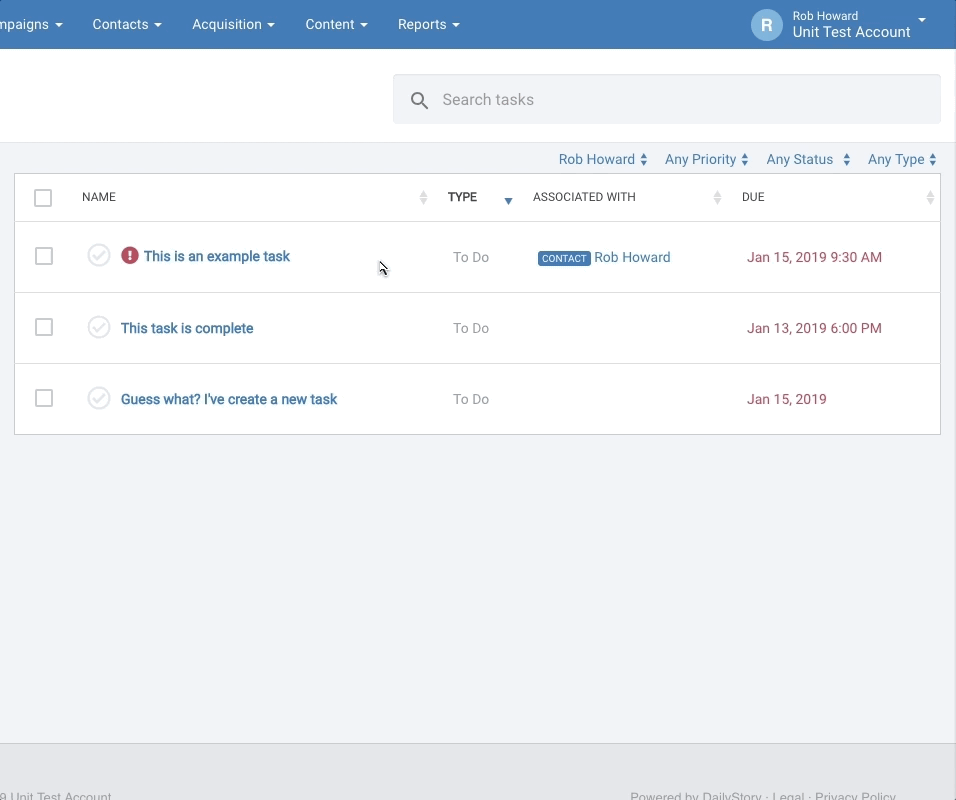 Contacts Acquisition Content Reports
R Rob Howard
Unit Test Account
Search tasks
Rob Howard Any Priority Any Status Any Type
NAME TYPE ASSOCIATED WITH DUE
! This is an example task To Do CONTACT Rob Howard Jan 15, 2019 9:30 AM
This task is complete To Do Jan 13, 2019 6:00 PM
Guess what? I've create a new task To Do Jan 15, 2019
Unit Test Account Powered by DailyStory · Legal · Privacy Policy